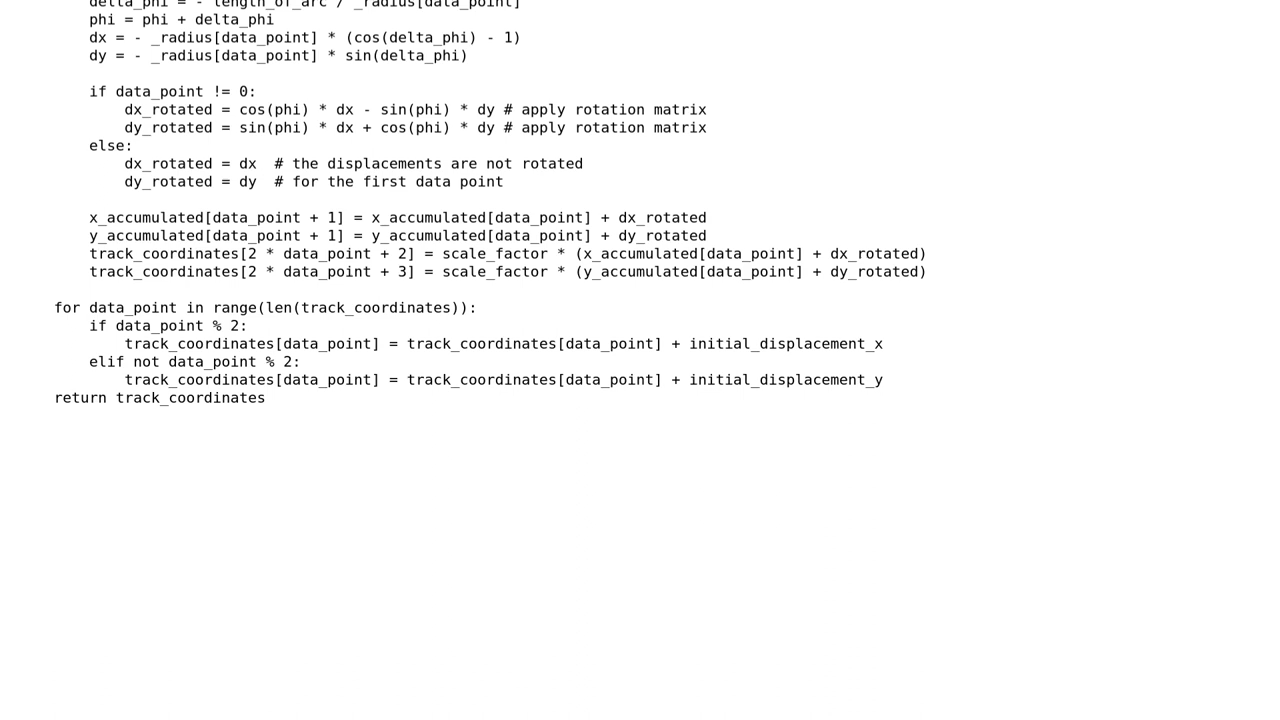 delta_phi = - length_of_arc / _radius[data_point]
phi = phi + delta_phi
dx = - _radius[data_point] * (cos(delta_phi) - 1)
dy = - _radius[data_point] * sin(delta_phi)
if data_point != 0:
dx_rotated = cos(phi) * dx - sin(phi) * dy # apply rotation matrix
dy_rotated = sin(phi) * dx + cos(phi) * dy # apply rotation matrix
else:
dx_rotated = dx  # the displacements are not rotated
dy_rotated = dy  # for the first data point
x_accumulated[data_point + 1] = x_accumulated[data_point] + dx_rotated
y_accumulated[data_point + 1] = y_accumulated[data_point] + dy_rotated
track_coordinates[2 * data_point + 2] = scale_factor * (x_accumulated[data_point] + dx_rotated)
track_coordinates[2 * data_point + 3] = scale_factor * (y_accumulated[data_point] + dy_rotated)
for data_point in range(len(track_coordinates)):
if data_point % 2:
track_coordinates[data_point] = track_coordinates[data_point] + initial_displacement_x
elif not data_point % 2:
track_coordinates[data_point] = track_coordinates[data_point] + initial_displacement_y
return track_coordinates